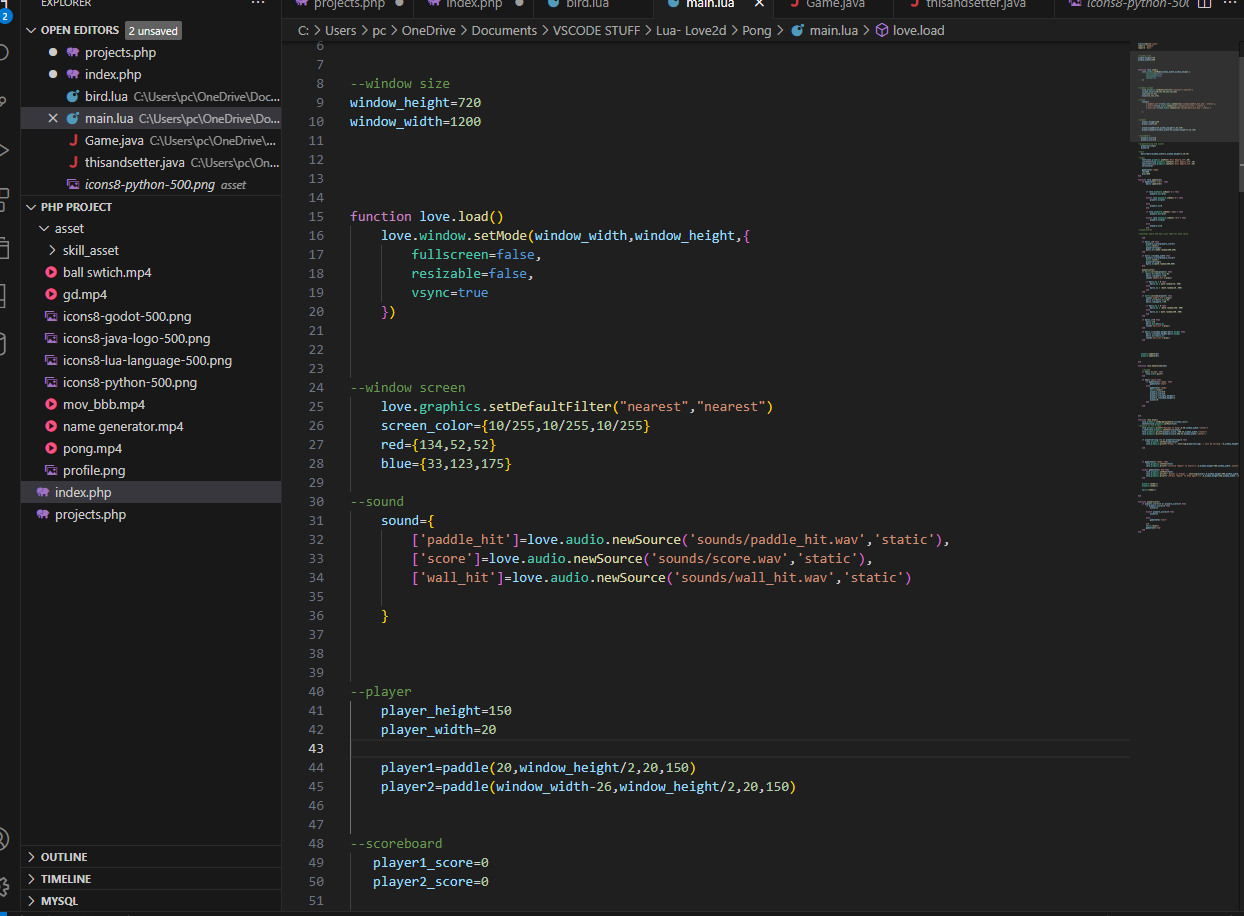 EXPLORER
OPEN EDITORS 2 unsaved
projects.php
index.php
bird.lua C:\Users\pc\OneDrive\Doc...
main.lua C:\Users\pc\OneDrive\Do...
Game.java C:\Users\pc\OneDrive\...
thisandsetter.java C:\Users\pc\On...
icons8-python-500.png asset
PHP PROJECT
asset
skill_asset
ball swtich.mp4
gd.mp4
icons8-godot-500.png
icons8-java-logo-500.png
icons8-lua-language-500.png
icons8-python-500.png
mov_bbb.mp4
name generator.mp4
pong.mp4
profile.png
index.php
projects.php
OUTLINE
TIMELINE
MYSQL
2
projects.php index.php bird.lua main.lua Game.java thisandsetter.java icons8-python-500
C: > Users > pc > OneDrive > Documents > VSCODE STUFF > Lua- Love2d > Pong > main.lua > love.load
6
7
8 --window size
9 window_height=720
10 window_width=1200
11
12
13
14
15 function love.load()
16 love.window.setMode(window_width,window_height,{
17 fullscreen=false,
18 resizable=false,
19 vsync=true
20 })
21
22
23
24 --window screen
25 love.graphics.setDefaultFilter("nearest","nearest")
26 screen_color={10/255,10/255,10/255}
27 red={134,52,52}
28 blue={33,123,175}
29
30 --sound
31 sound={
32 ['paddle_hit']=love.audio.newSource('sounds/paddle_hit.wav','static'),
33 ['score']=love.audio.newSource('sounds/score.wav','static'),
34 ['wall_hit']=love.audio.newSource('sounds/wall_hit.wav','static')
35
36 }
37
38
39
40 --player
41 player_height=150
42 player_width=20
43
44 player1=paddle(20,window_height/2,20,150)
45 player2=paddle(window_width-26,window_height/2,20,150)
46
47
48 --scoreboard
49 player1_score=0
50 player2_score=0
51